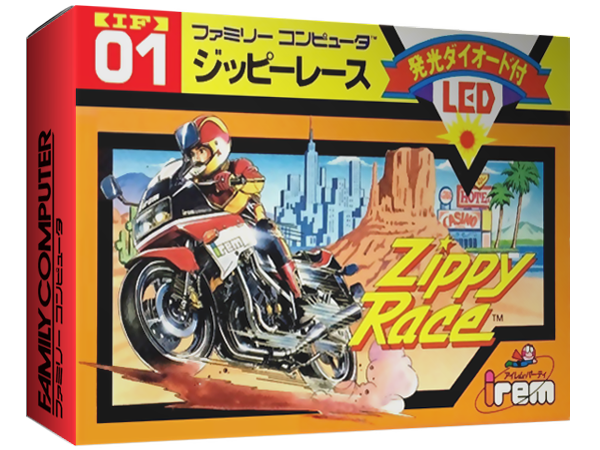 IF
01
ファミリー コンピュータ™
ジッピーレース
発光ダイオード付
LED
HOTEL
CASINO
irem
Zippy
Race™
アイレム・パーティ
irem
FAMILY COMPUTER
ファミリー コンピュータ